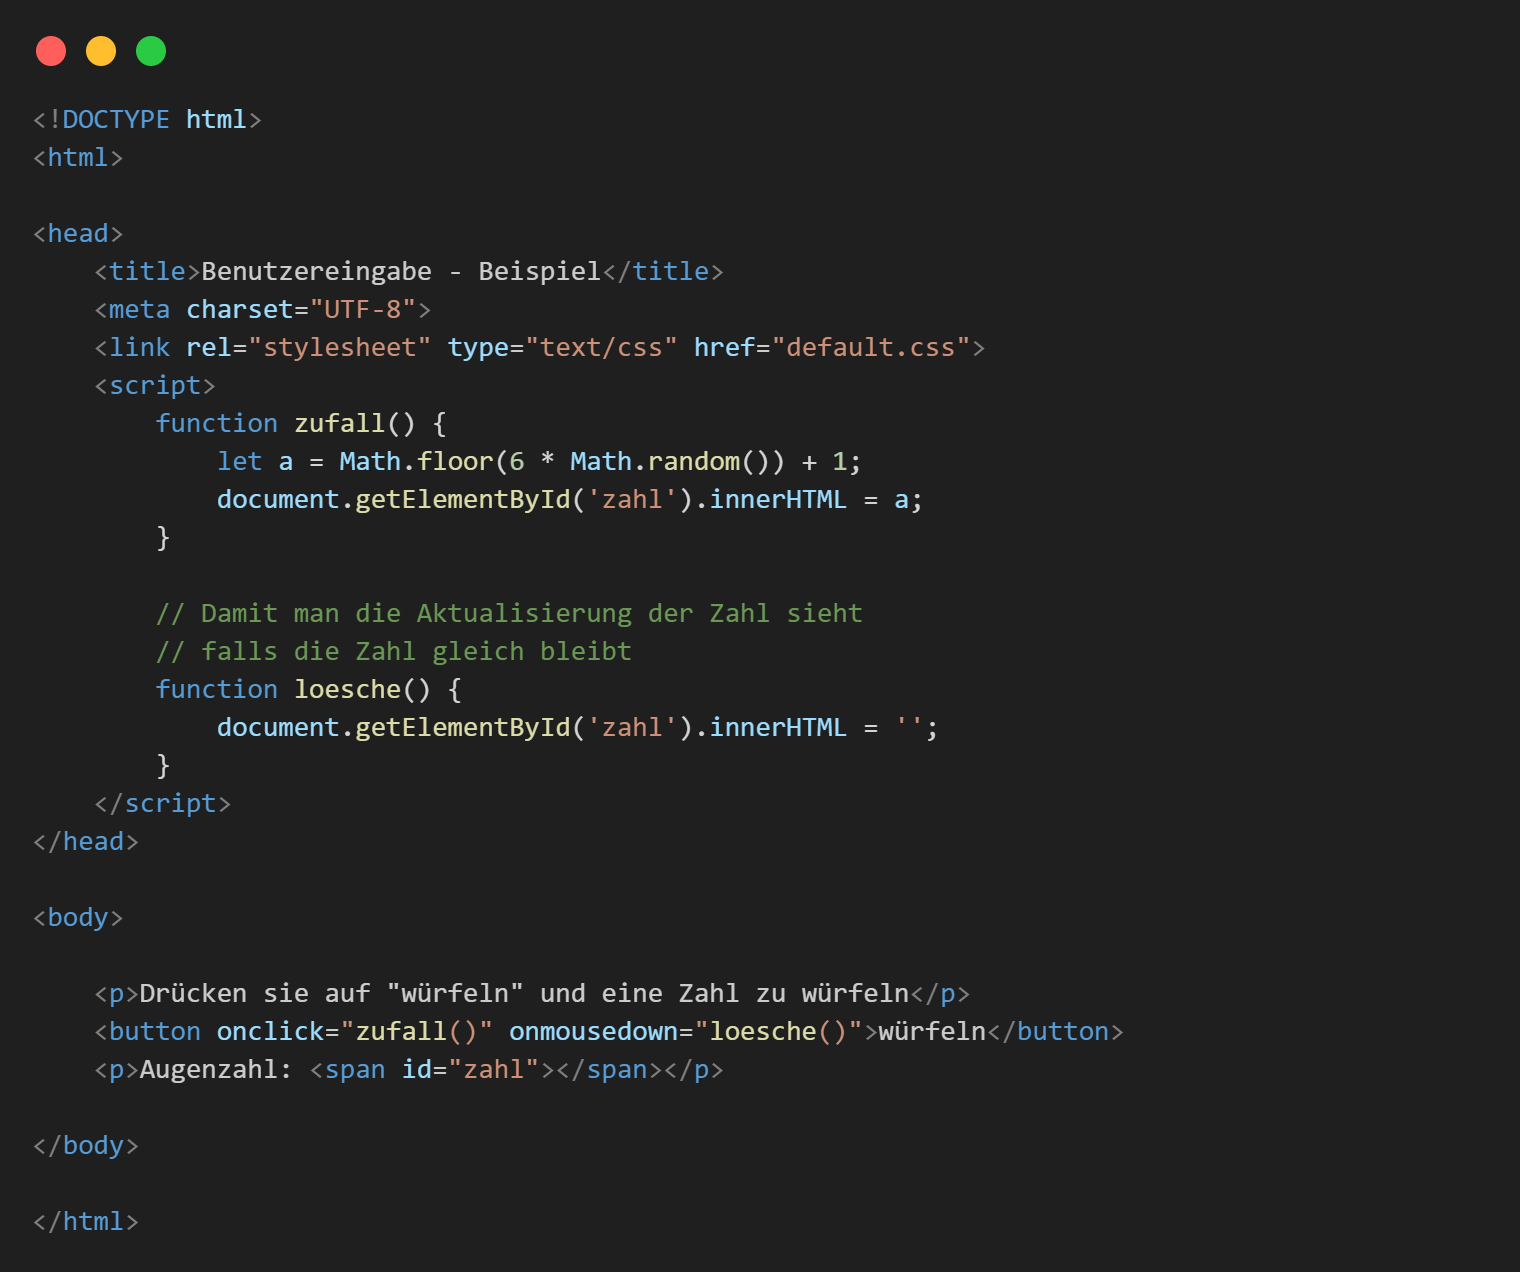 <!DOCTYPE html>
<html>

<head>
    <title>Benutzereingabe - Beispiel</title>
    <meta charset="UTF-8">
    <link rel="stylesheet" type="text/css" href="default.css">
    <script>
        function zufall() {
            let a = Math.floor(6 * Math.random()) + 1;
            document.getElementById('zahl').innerHTML = a;
        }

        // Damit man die Aktualisierung der Zahl sieht
        // falls die Zahl gleich bleibt
        function loesche() {
            document.getElementById('zahl').innerHTML = '';
        }
    </script>
</head>

<body>

    <p>Drücken sie auf "würfeln" und eine Zahl zu würfeln</p>
    <button onclick="zufall()" onmousedown="loesche()">würfeln</button>
    <p>Augenzahl: <span id="zahl"></span></p>

</body>

</html>